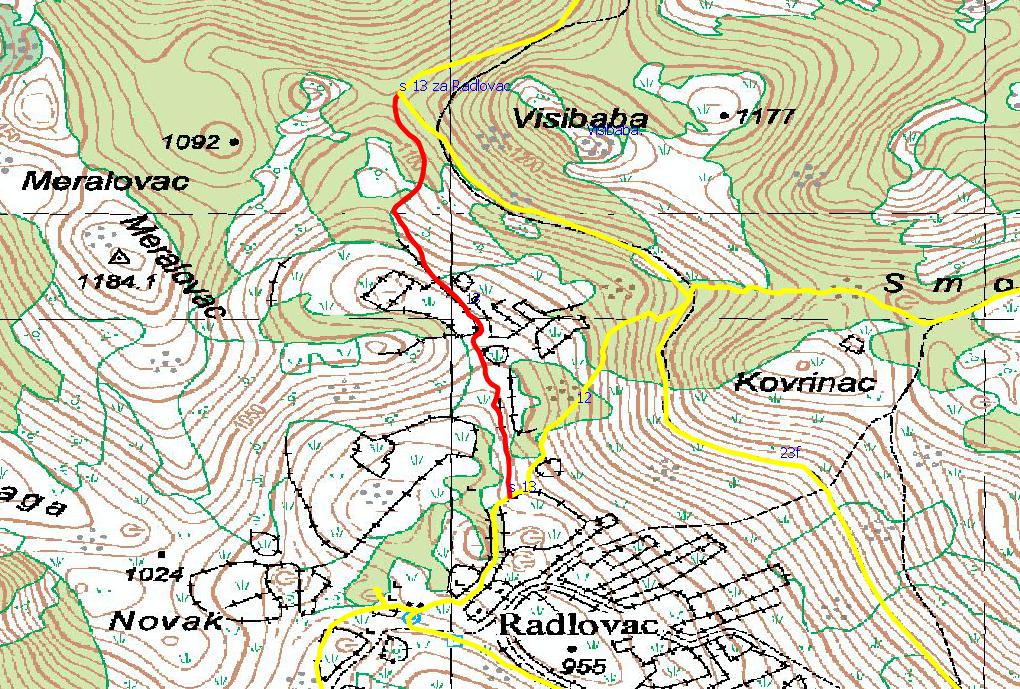 s 13 za Radlovac
Visibaba
1177
Visibaba
1092
Meralovac
Meralovac
1184.1
S m o
Kovrinac
1050
12
23f
s 13
aga
1024
Novak
Radlovac
955